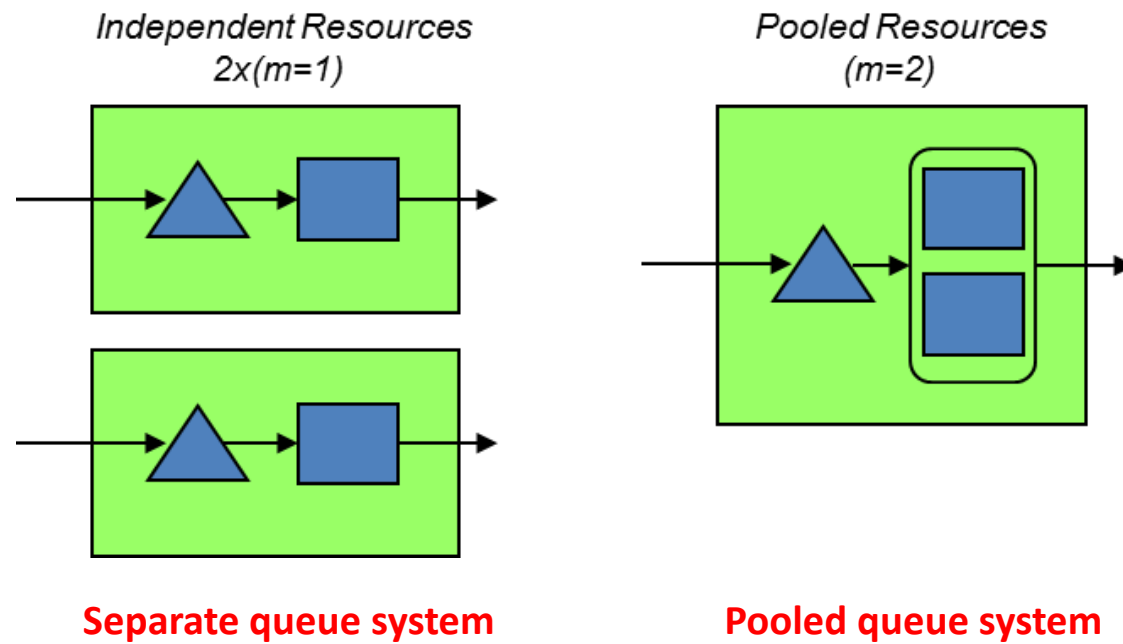 Independent Resources
2x(m=1)
Pooled Resources
(m=2)
Separate queue system
Pooled queue system